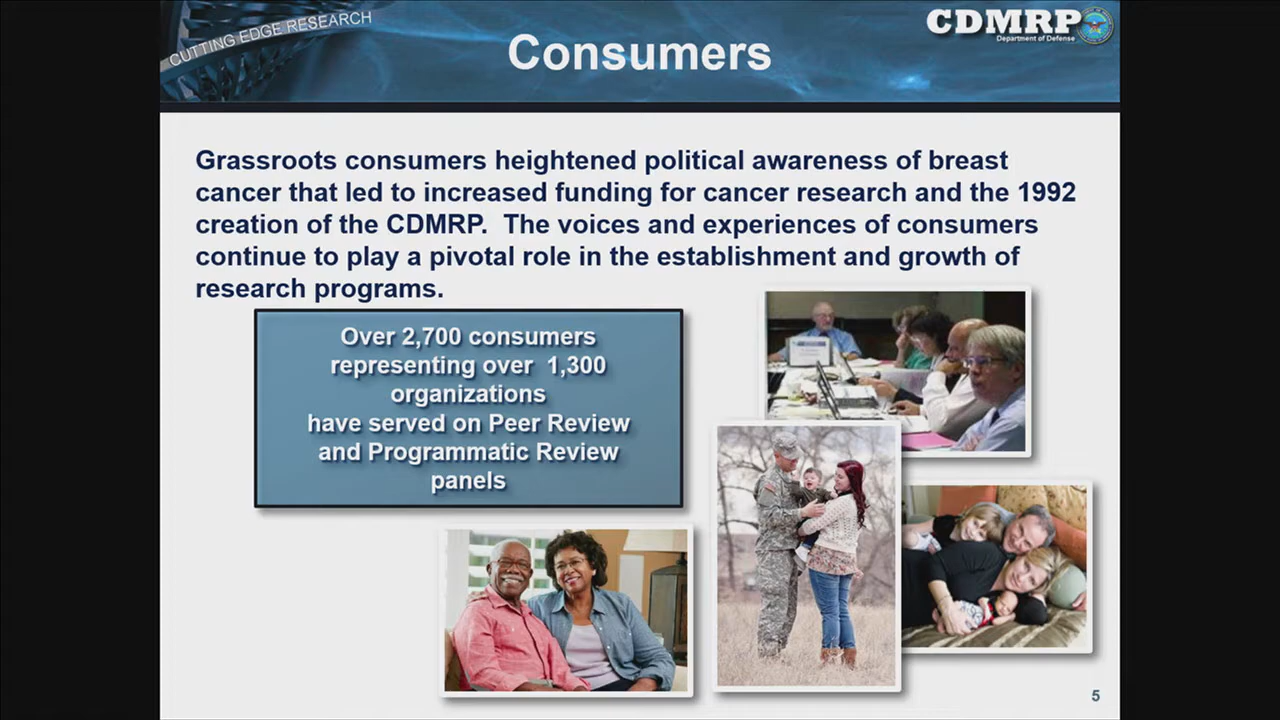 CUTTING EDGE RESEARCH
CDMRP
Department of Defense
Consumers
Grassroots consumers heightened political awareness of breast
cancer that led to increased funding for cancer research and the 1992
creation of the CDMRP. The voices and experiences of consumers
continue to play a pivotal role in the establishment and growth of
research programs.
Over 2,700 consumers
representing over 1,300
organizations
have served on Peer Review
and Programmatic Review
panels
5